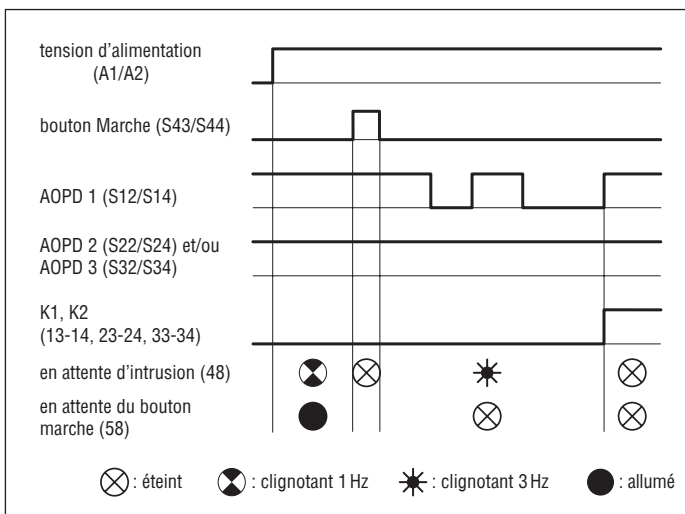 tension d’alimentation
(A1/A2)
bouton Marche (S43/S44)
AOPD 1 (S12/S14)
AOPD 2 (S22/S24) et/ou
AOPD 3 (S32/S34)
K1, K2
(13-14, 23-24, 33-34)
en attente d’intrusion (48)
en attente du bouton
marche (58)
: éteint : clignotant 1 Hz : clignotant 3 Hz : allumé